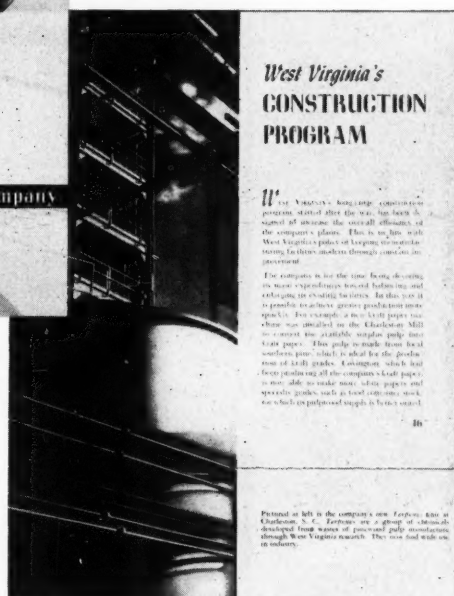 mpany
West Virginia's
CONSTRUCTION
PROGRAM
West Virginia's long-range construction
program, started after the war, has been de-
signed to increase the overall efficiency of
the company's plants. This is in line with
West Virginia's policy of keeping its manufac-
turing facilities modern through constant im-
provement.
The company is for the time being devoting
its main expenditures toward balancing and
enlarging its existing facilities. In this way it
is possible to achieve greater production more
quickly. For example a new kraft paper ma-
chine was installed in the Charleston Mill
to convert the available surplus pulp into
kraft paper. This pulp is made from local
southern pine, which is ideal for the produc-
tion of kraft grades. Covington, which had
been producing all the company's kraft paper,
is now able to make more white papers and
specialty grades, such as food container stock,
for which its pulpwood supply is better suited.
16
Pictured at left is the company's new Terpene unit at
Charleston, S. C. Terpenes are a group of chemicals
developed from wastes of pinewood pulp manufacture
through West Virginia research. They now find wide use
in industry.